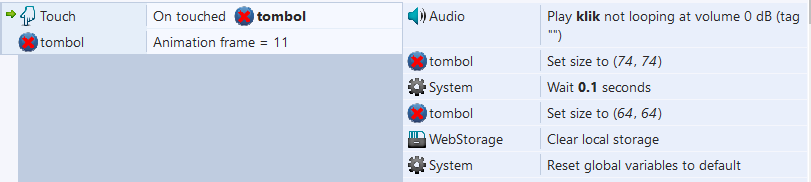 Touch On touched tombol
tombol Animation frame = 11
Audio Play klik not looping at volume 0 dB (tag
"")
tombol Set size to (74, 74)
System Wait 0.1 seconds
tombol Set size to (64, 64)
WebStorage Clear local storage
System Reset global variables to default